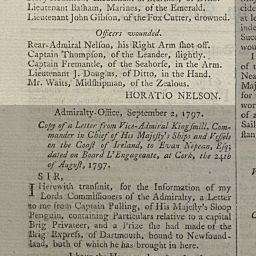 Lieutenant Basham, Marines, of the Emerald.
Lieutenant John Gibson, of the Fox Cutter, drowned.
Officers wounded.
Rear-Admiral Nelson, his Right Arm shot off.
Captain Thompson, of the Leander, slightly.
Captain Fremantle, of the Seahorse, in the Arm.
Lieutenant J. Douglas, of Ditto, in the Hand.
Mr. Waits, Midshipman, of the Zealous.
HORATIO NELSON.
Admiralty-Office, September 2, 1797.
Copy of a Letter from Vice-Admiral Kingsmill, Com-
mander in Chief of His Majesty's Ships and Vessels
on the Coast of Ireland, to Evan Nepean, Esq;
dated on Board L'Engageante, at Cork, the 24th
of August, 1797.
SIR,
I Herewith transmit, for the Information of my
Lords Commissioners of the Admiralty, a Letter
to me from Captain Pulling, of His Majesty's Sloop
Penguin, containing Particulars relative to a capital
Brig Privateer, and a Prize she had made of the
Brig Express, of Dartmouth, bound to Newfound-
land, both of which he has brought in here.